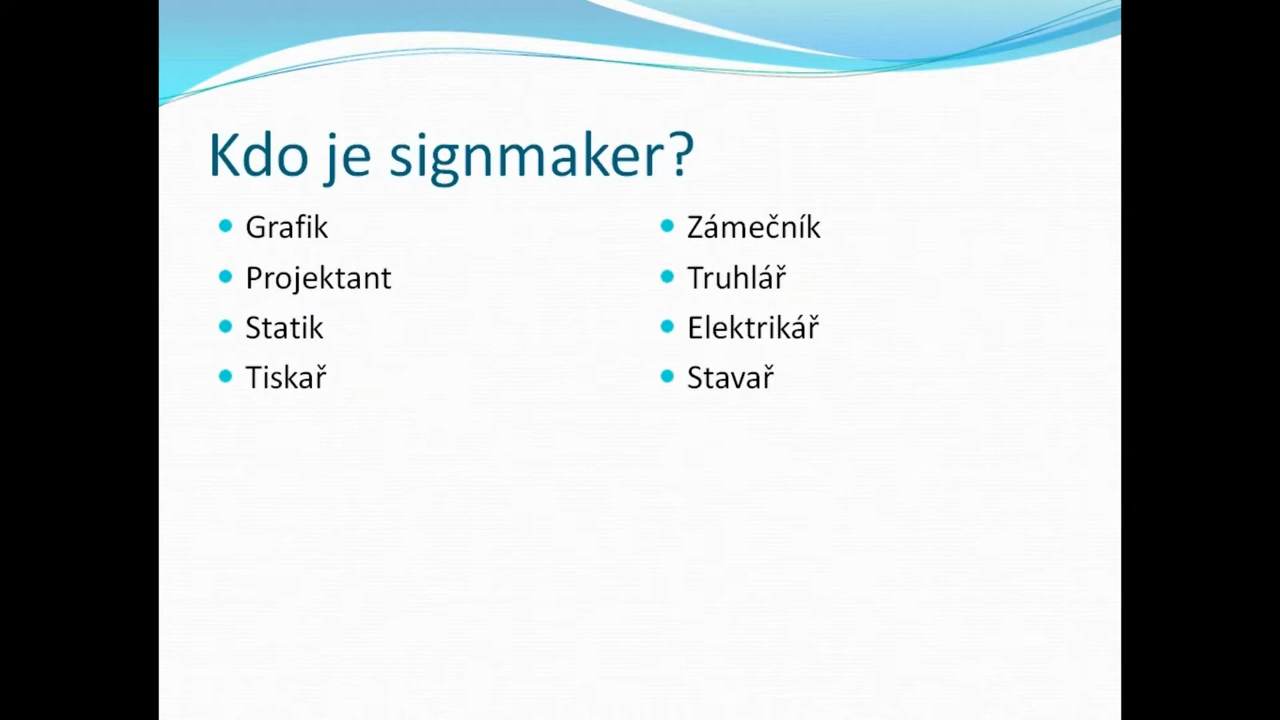 Kdo je signmaker?
Grafik
Projektant
Statik
Tiskař
Zámečník
Truhlář
Elektrikář
Stavař